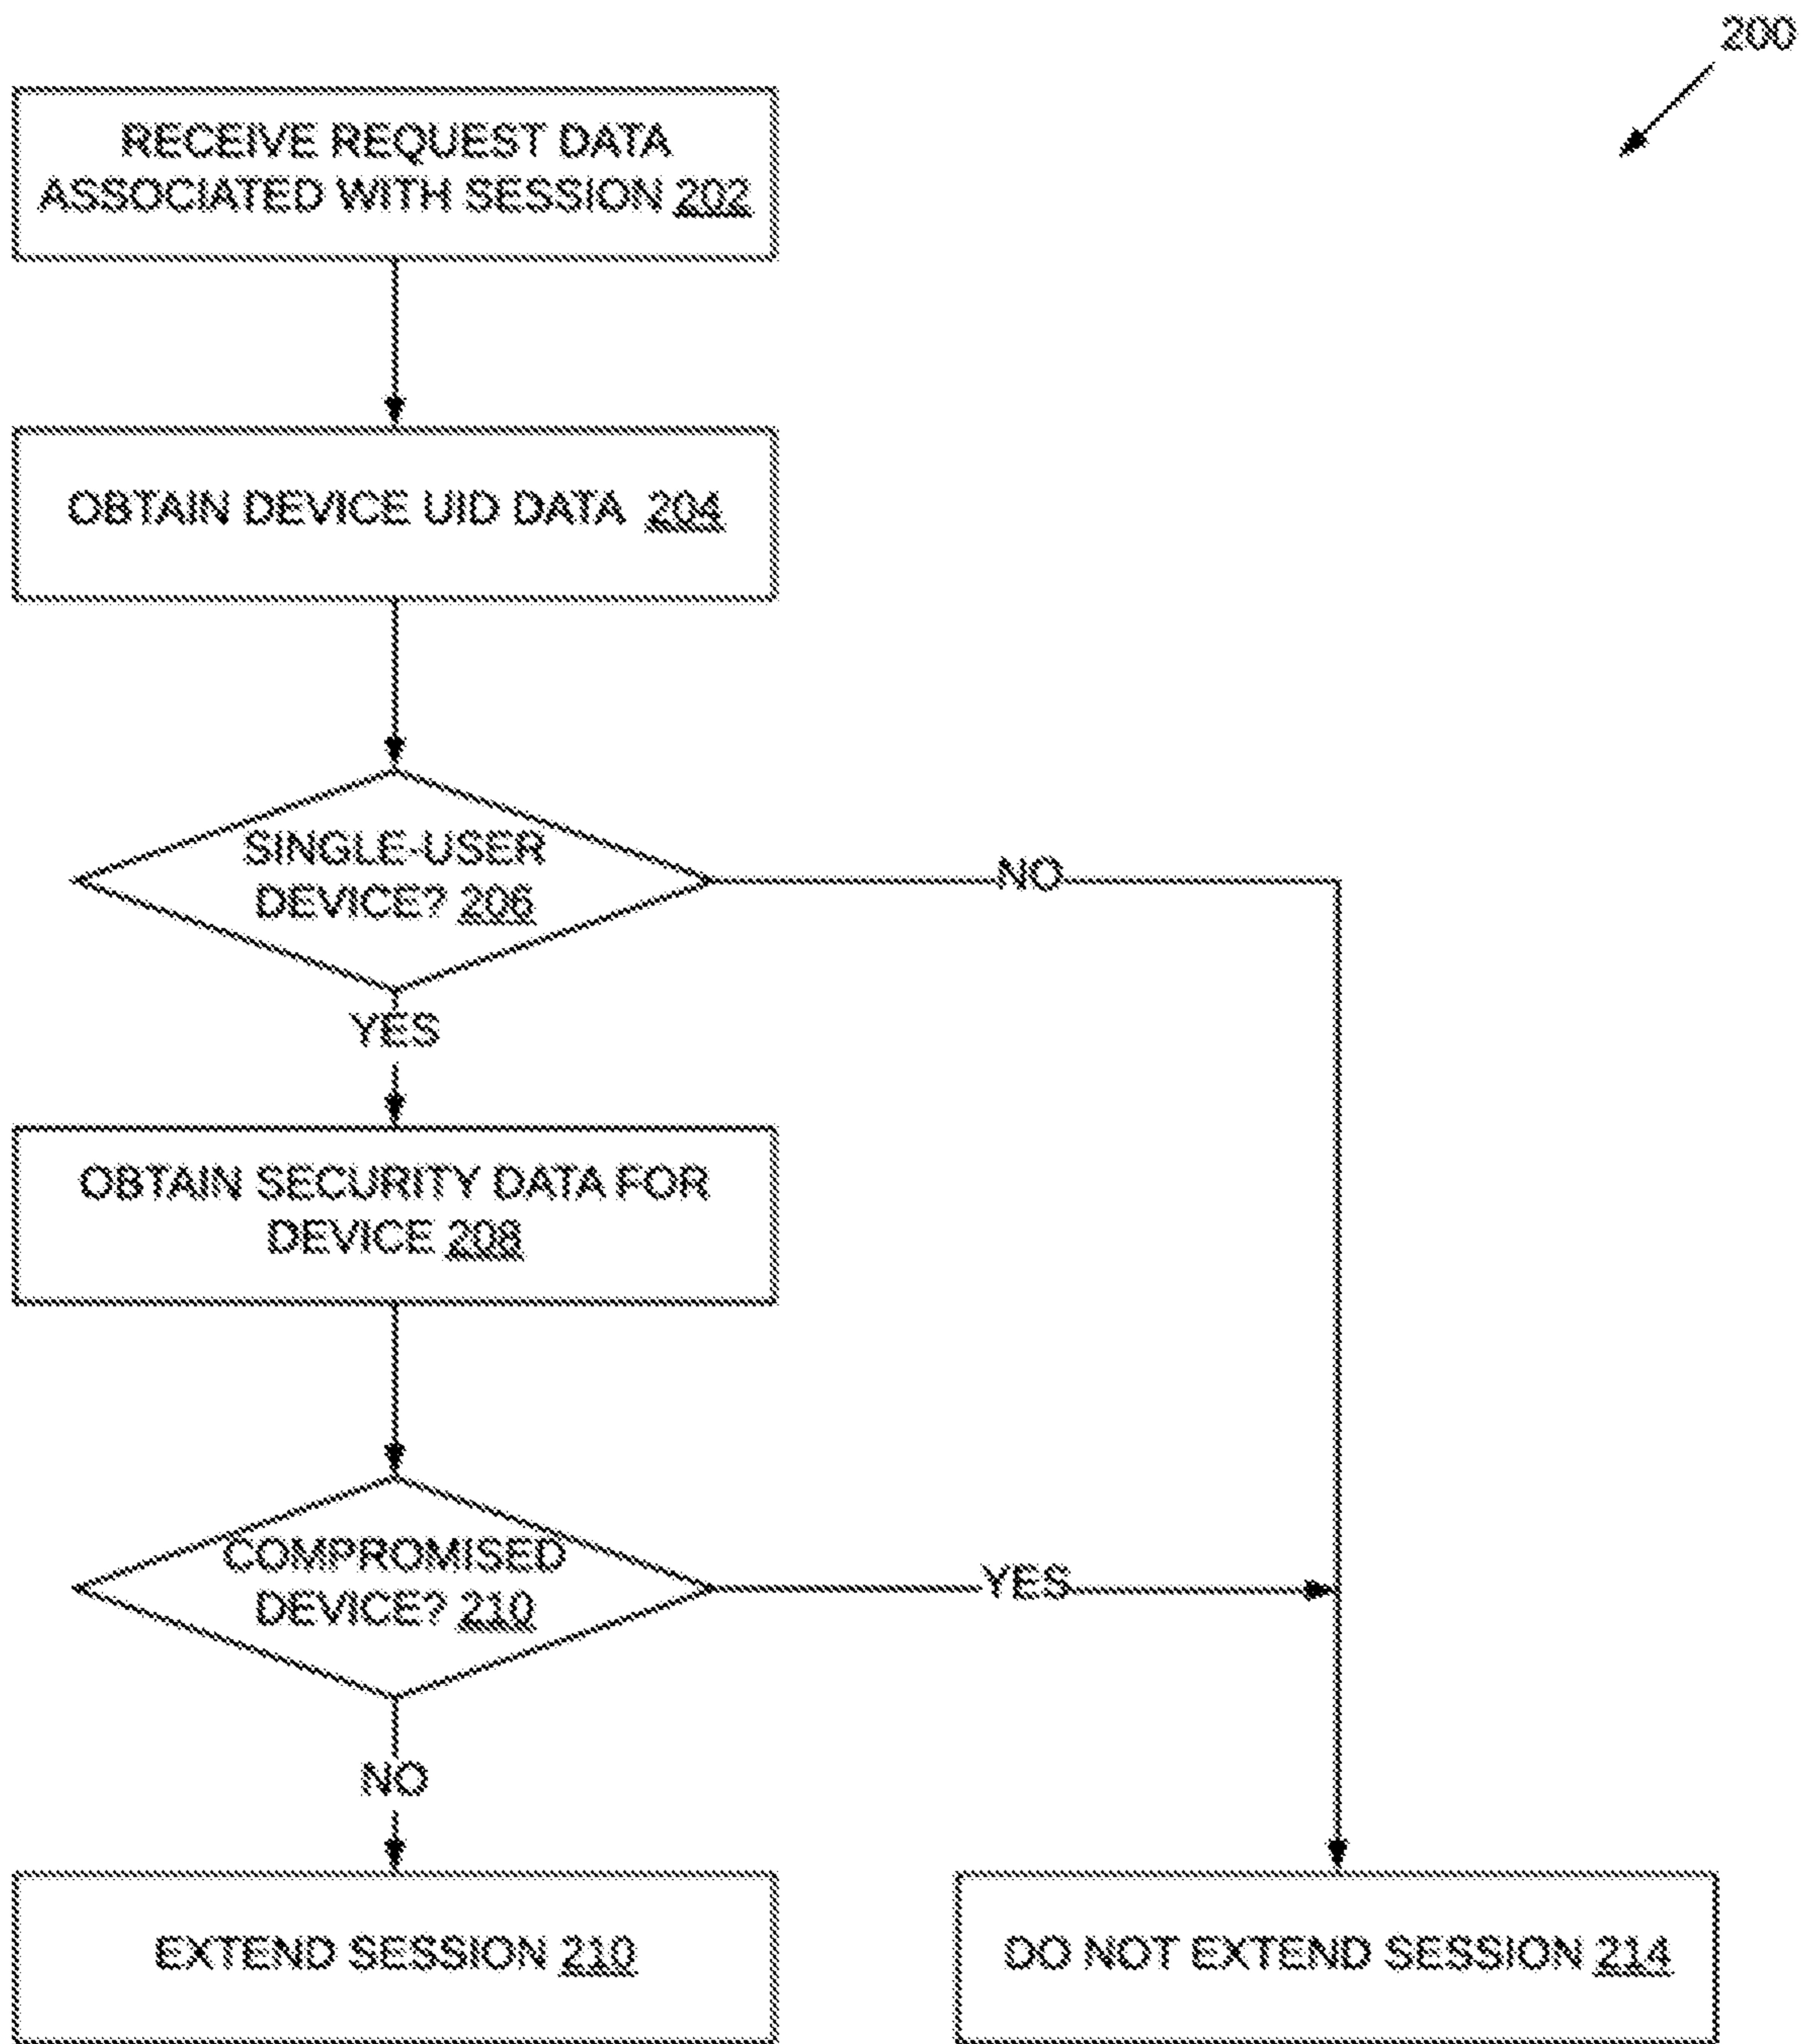 200
RECEIVE REQUEST DATA
ASSOCIATED WITH SESSION 202
OBTAIN DEVICE UID DATA 204
SINGLE-USER
DEVICE? 206
NO
YES
OBTAIN SECURITY DATA FOR
DEVICE 208
COMPROMISED
DEVICE? 210
YES
NO
EXTEND SESSION 210
DO NOT EXTEND SESSION 214